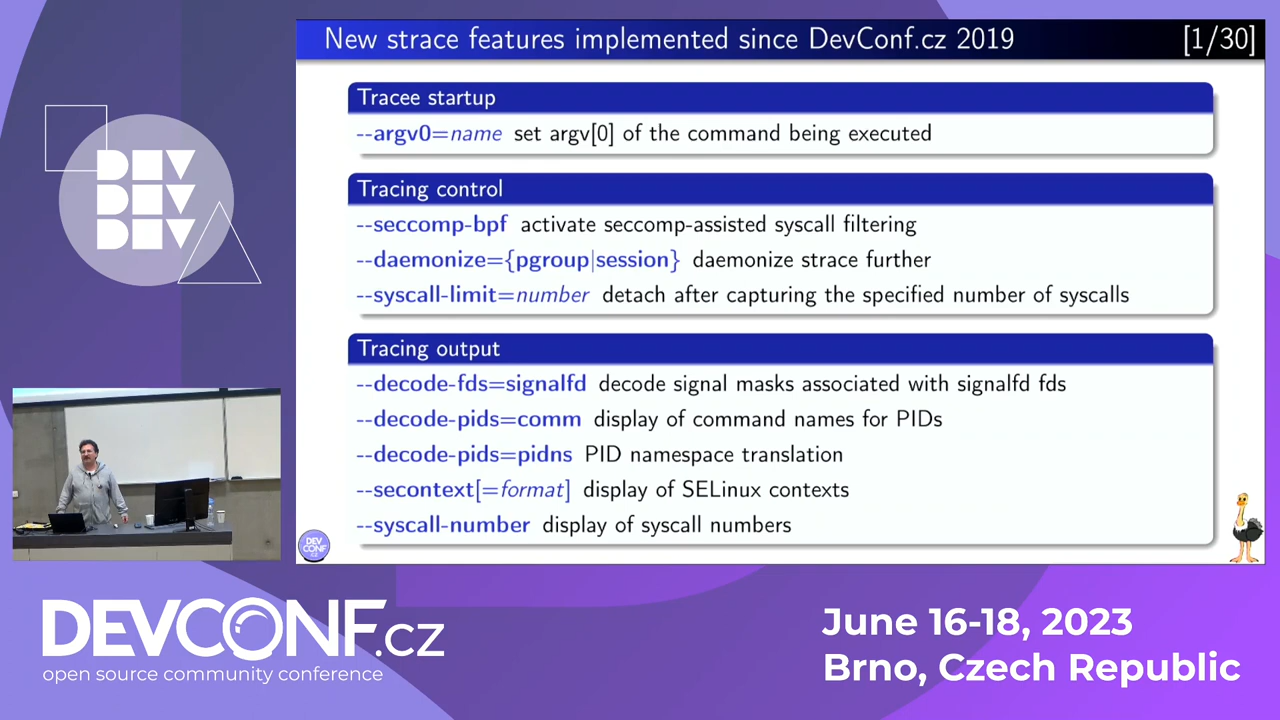 New strace features implemented since DevConf.cz 2019 [1/30]
Tracee startup
--argv0=name set argv[0] of the command being executed
Tracing control
--seccomp-bpf activate seccomp-assisted syscall filtering
--daemonize={pgroup|session} daemonize strace further
--syscall-limit=number detach after capturing the specified number of syscalls
Tracing output
--decode-fds=signalfd decode signal masks associated with signalfd fds
--decode-pids=comm display of command names for PIDs
--decode-pids=pidns PID namespace translation
--secontext[=format] display of SELinux contexts
--syscall-number display of syscall numbers
DEV
CONF
.cz
DEV
DEV
DEV
DEVCONF.cz
open source community conference
June 16-18, 2023
Brno, Czech Republic